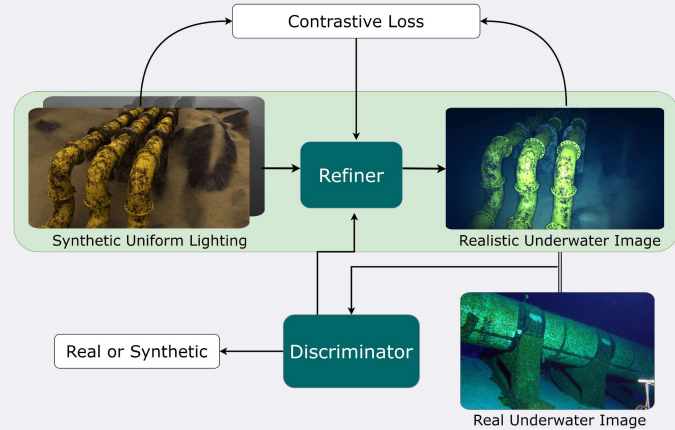 Contrastive Loss
Refiner
Synthetic Uniform Lighting
Realistic Underwater Image
Real or Synthetic
Discriminator
Real Underwater Image